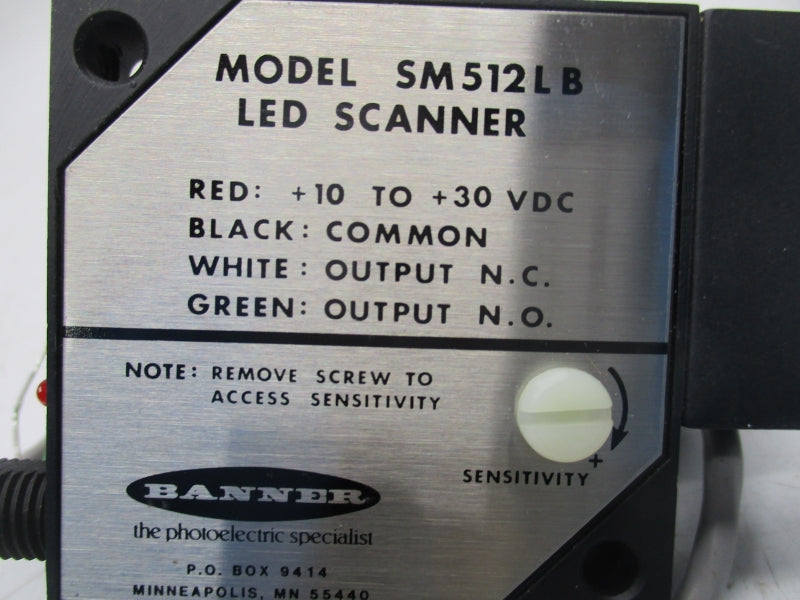 MODEL SM512LB
LED SCANNER
RED: +10 TO +30 VDC
BLACK: COMMON
WHITE: OUTPUT N.C.
GREEN: OUTPUT N.O.
NOTE: REMOVE SCREW TO
ACCESS SENSITIVITY
+
SENSITIVITY
BANNER
the photoelectric specialist
P.O. BOX 9414
MINNEAPOLIS, MN 55440